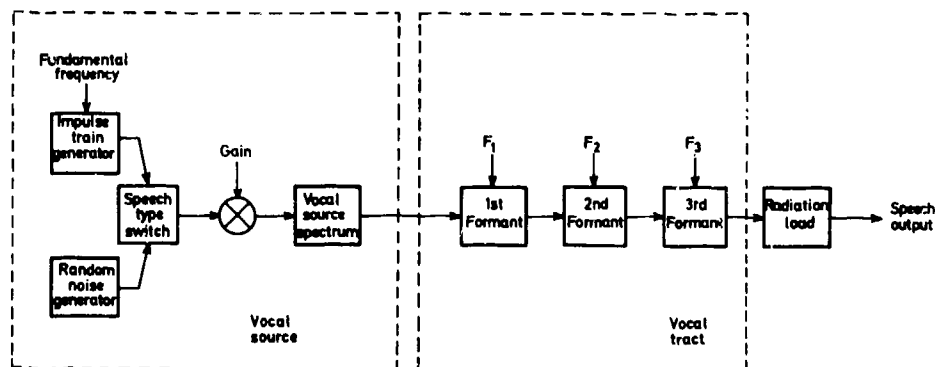 Fundamental
frequency
Impulse
train
generator
Gain
Speech
type
switch
Vocal
source
spectrum
Random
noise
generator
Vocal
source
F1
F2
F3
1st
Formant
2nd
Formant
3rd
Formant
Radiation
load
Speech
output
Vocal
tract